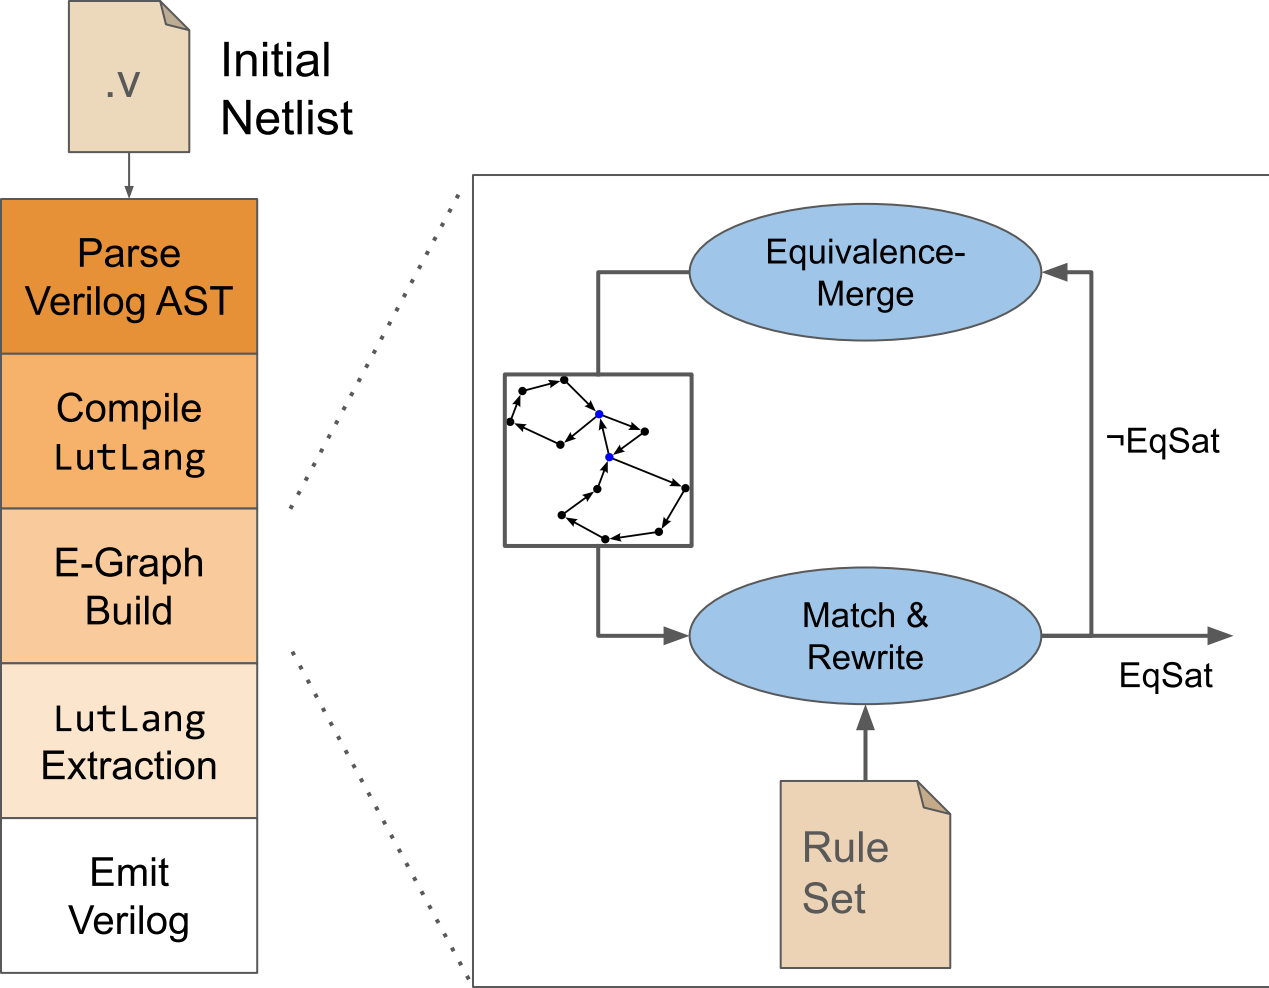 .v
Initial
Netlist
Parse
Verilog AST
Compile
LutLang
E-Graph
Build
LutLang
Extraction
Emit
Verilog
Equivalence-
Merge
¬EqSat
Match &
Rewrite
EqSat
Rule
Set